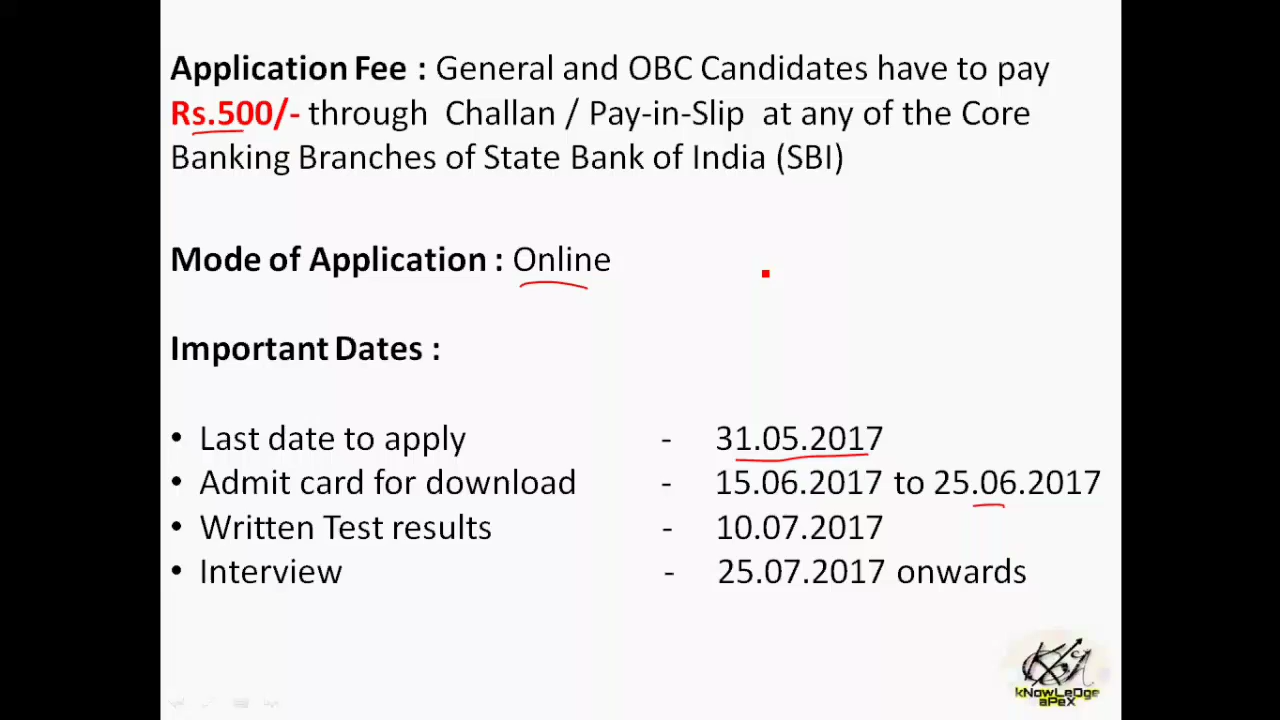 Application Fee : General and OBC Candidates have to pay
Rs.500/- through Challan / Pay-in-Slip at any of the Core
Banking Branches of State Bank of India (SBI)
Mode of Application : Online
Important Dates :
• Last date to apply - 31.05.2017
• Admit card for download - 15.06.2017 to 25.06.2017
• Written Test results - 10.07.2017
• Interview - 25.07.2017 onwards
kNowLeDge
aPeX